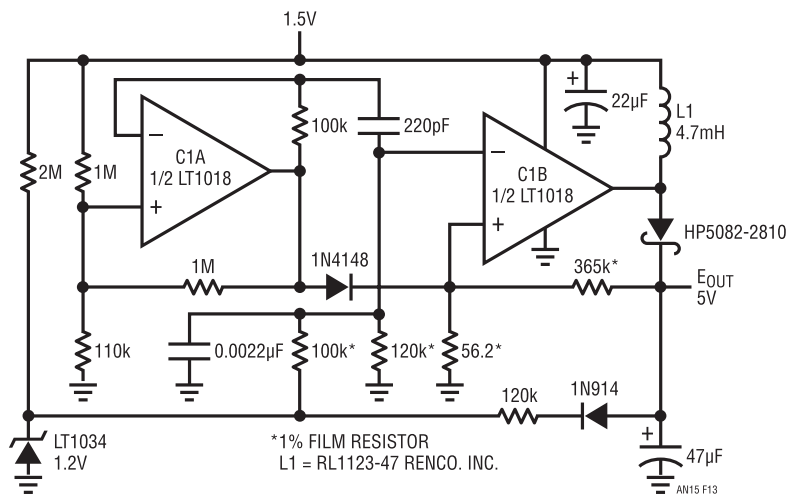 1.5V
2M
1M
C1A
1/2 LT1018
−
+
100k
220pF
C1B
1/2 LT1018
−
+
+
22µF
L1
4.7mH
HP5082-2810
1M
1N4148
365k*
EOUT
5V
110k
0.0022µF
100k*
120k*
56.2*
120k
1N914
LT1034
1.2V
*1% FILM RESISTOR
L1 = RL1123-47 RENCO. INC.
+
47µF
AN15 F13